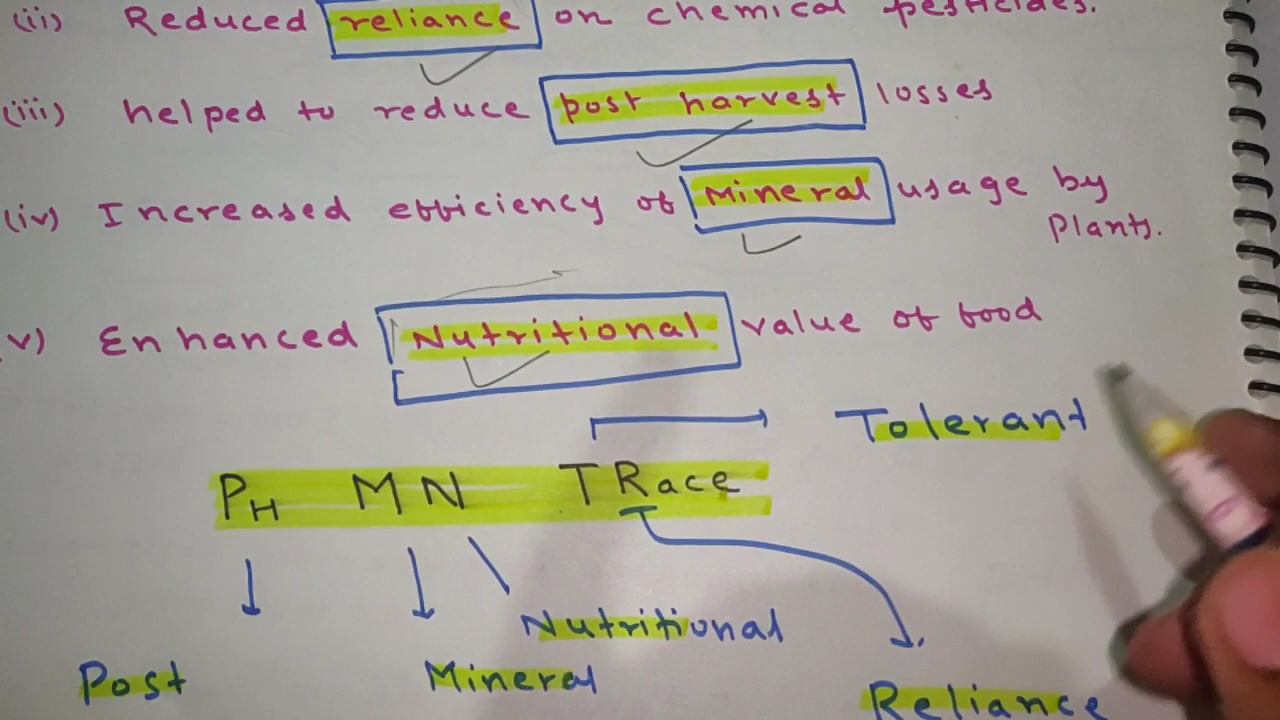 (ii) Reduced reliance on chemical pesticides.
(iii) helped to reduce post harvest losses
(iv) Increased efficiency of Mineral usage by
Plants.
v) Enhanced Nutritional value of food
Tolerant
PH MN TRace
Nutritional
Post Mineral Reliance